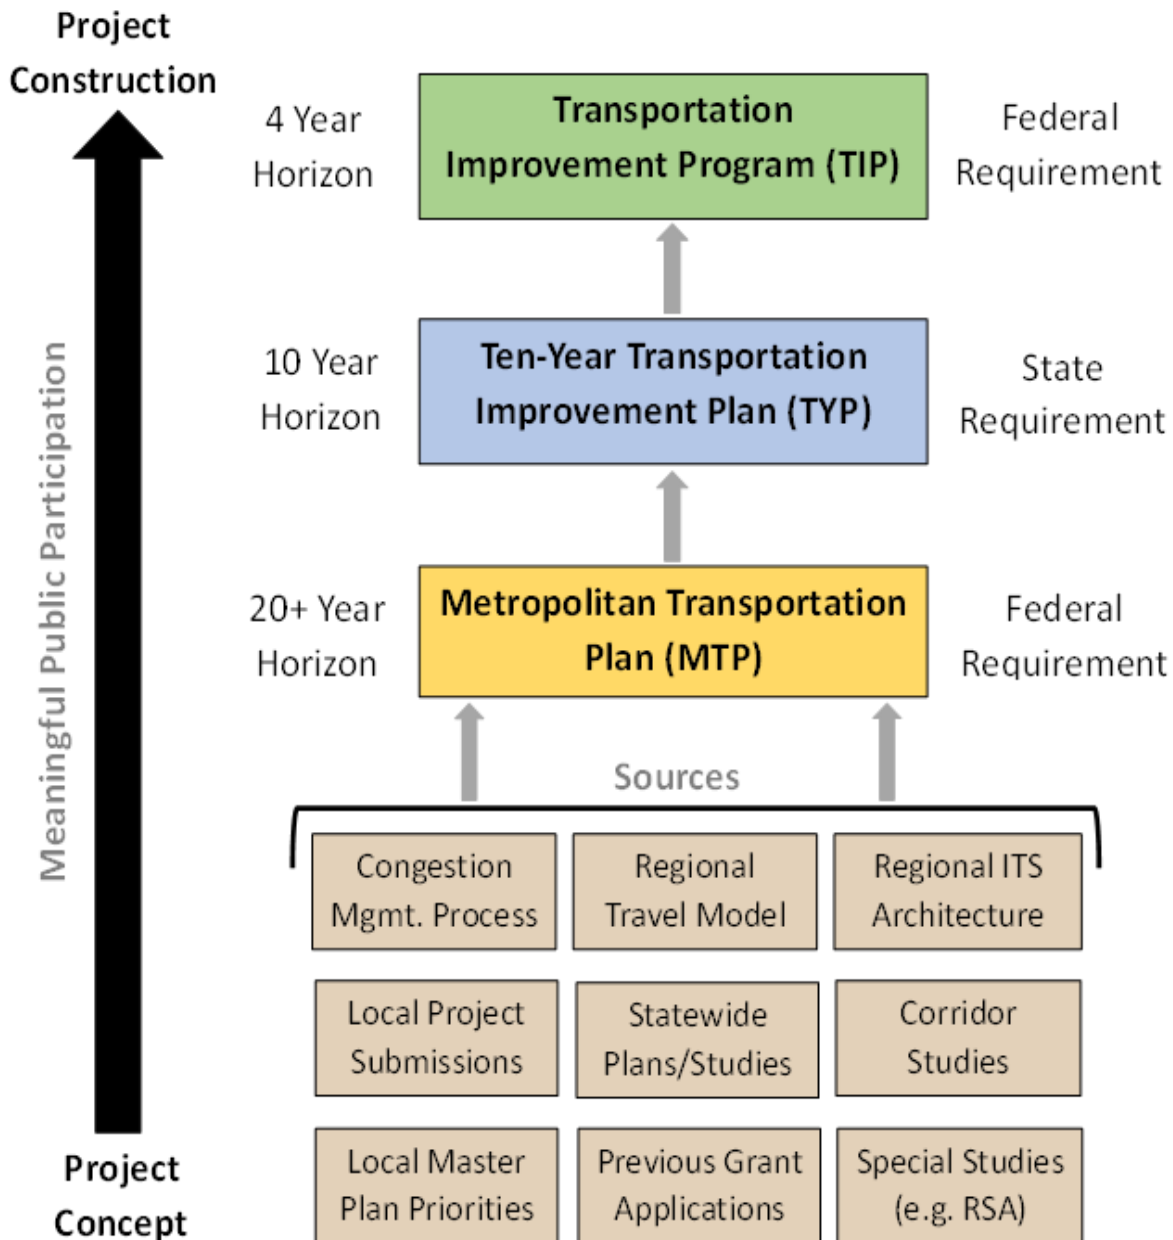 Project
Construction
4 Year
Horizon
Transportation
Improvement Program (TIP)
Federal
Requirement
Meaningful Public Participation
10 Year
Horizon
Ten-Year Transportation
Improvement Plan (TYP)
State
Requirement
20+ Year
Horizon
Metropolitan Transportation
Plan (MTP)
Federal
Requirement
Sources
Congestion
Mgmt. Process
Regional
Travel Model
Regional ITS
Architecture
Local Project
Submissions
Statewide
Plans/Studies
Corridor
Studies
Local Master
Plan Priorities
Previous Grant
Applications
Special Studies
(e.g. RSA)
Project
Concept